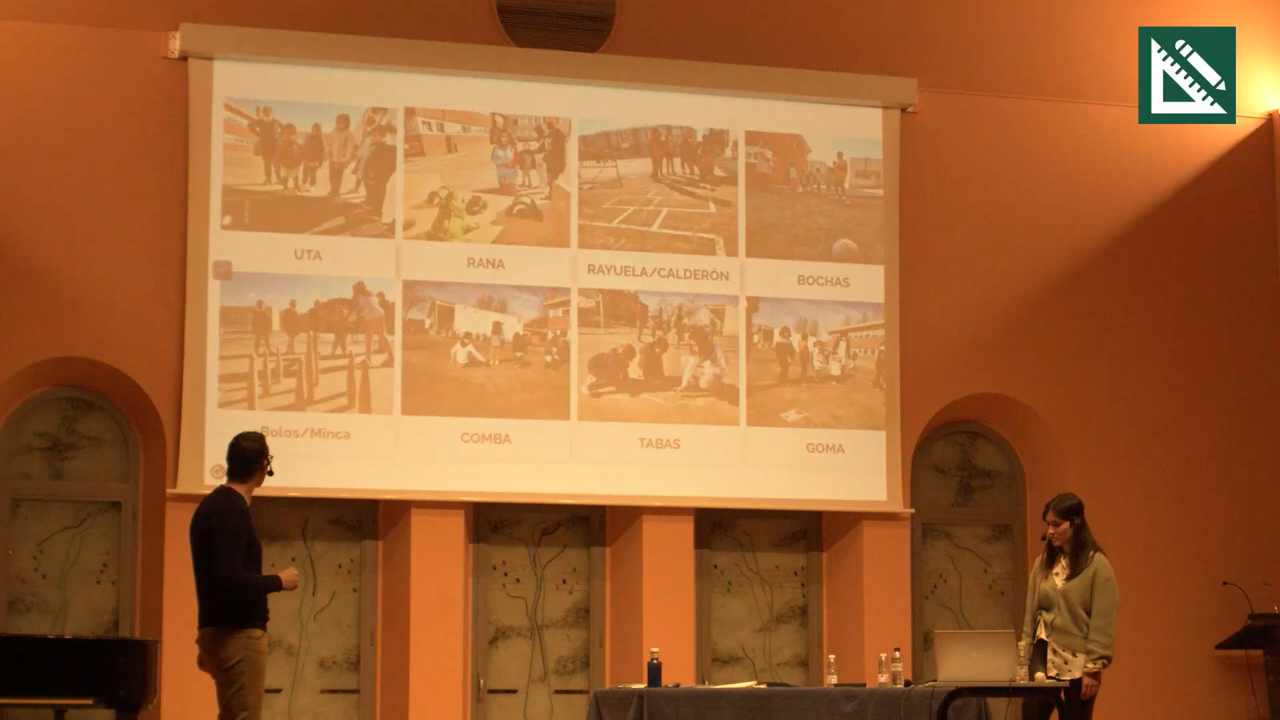 UTA
RANA
RAYUELA/CALDERÓN
BOCHAS
Bolos/Minca
COMBA
TABAS
GOMA